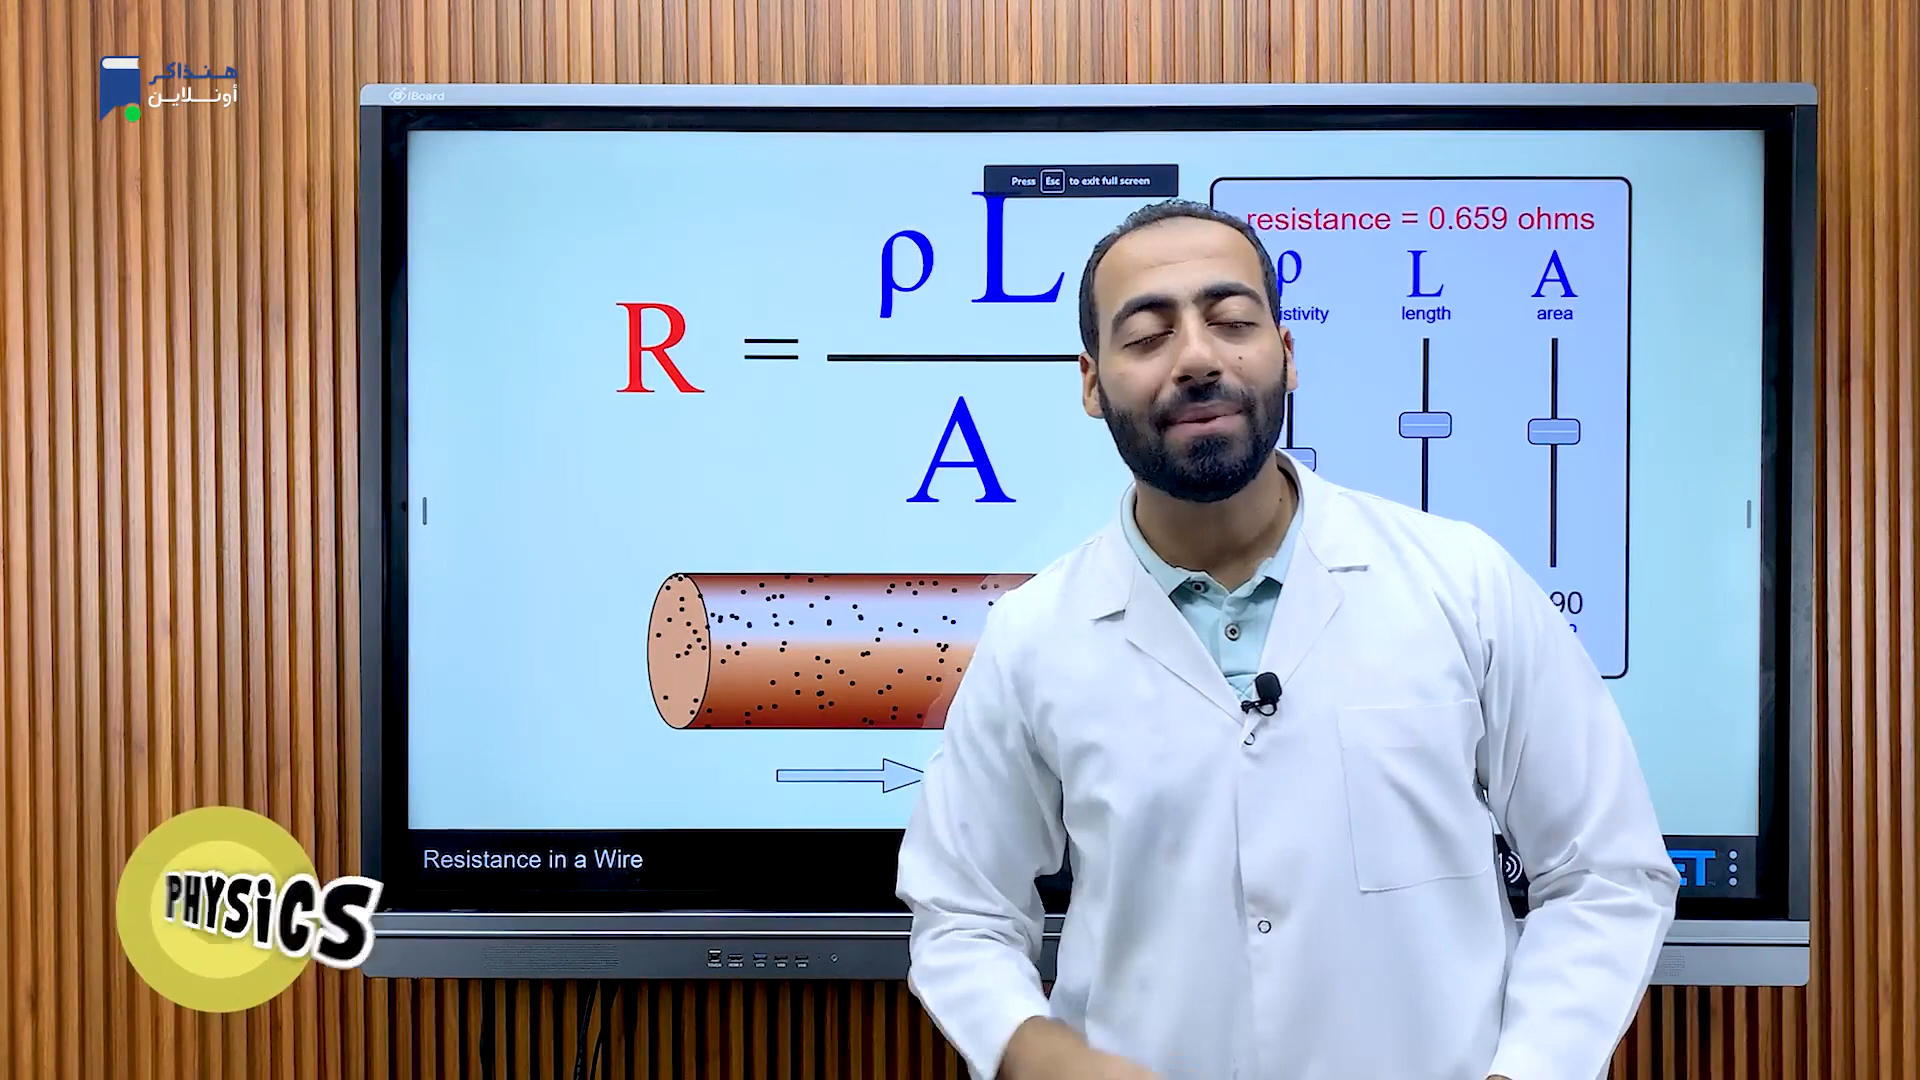 هنذاكر
أونلاين
IBoard
Press Esc to exit full screen
R = ρ L
A
resistance = 0.659 ohms
ρ L A
length area
90
Resistance in a Wire
PHYSiCS